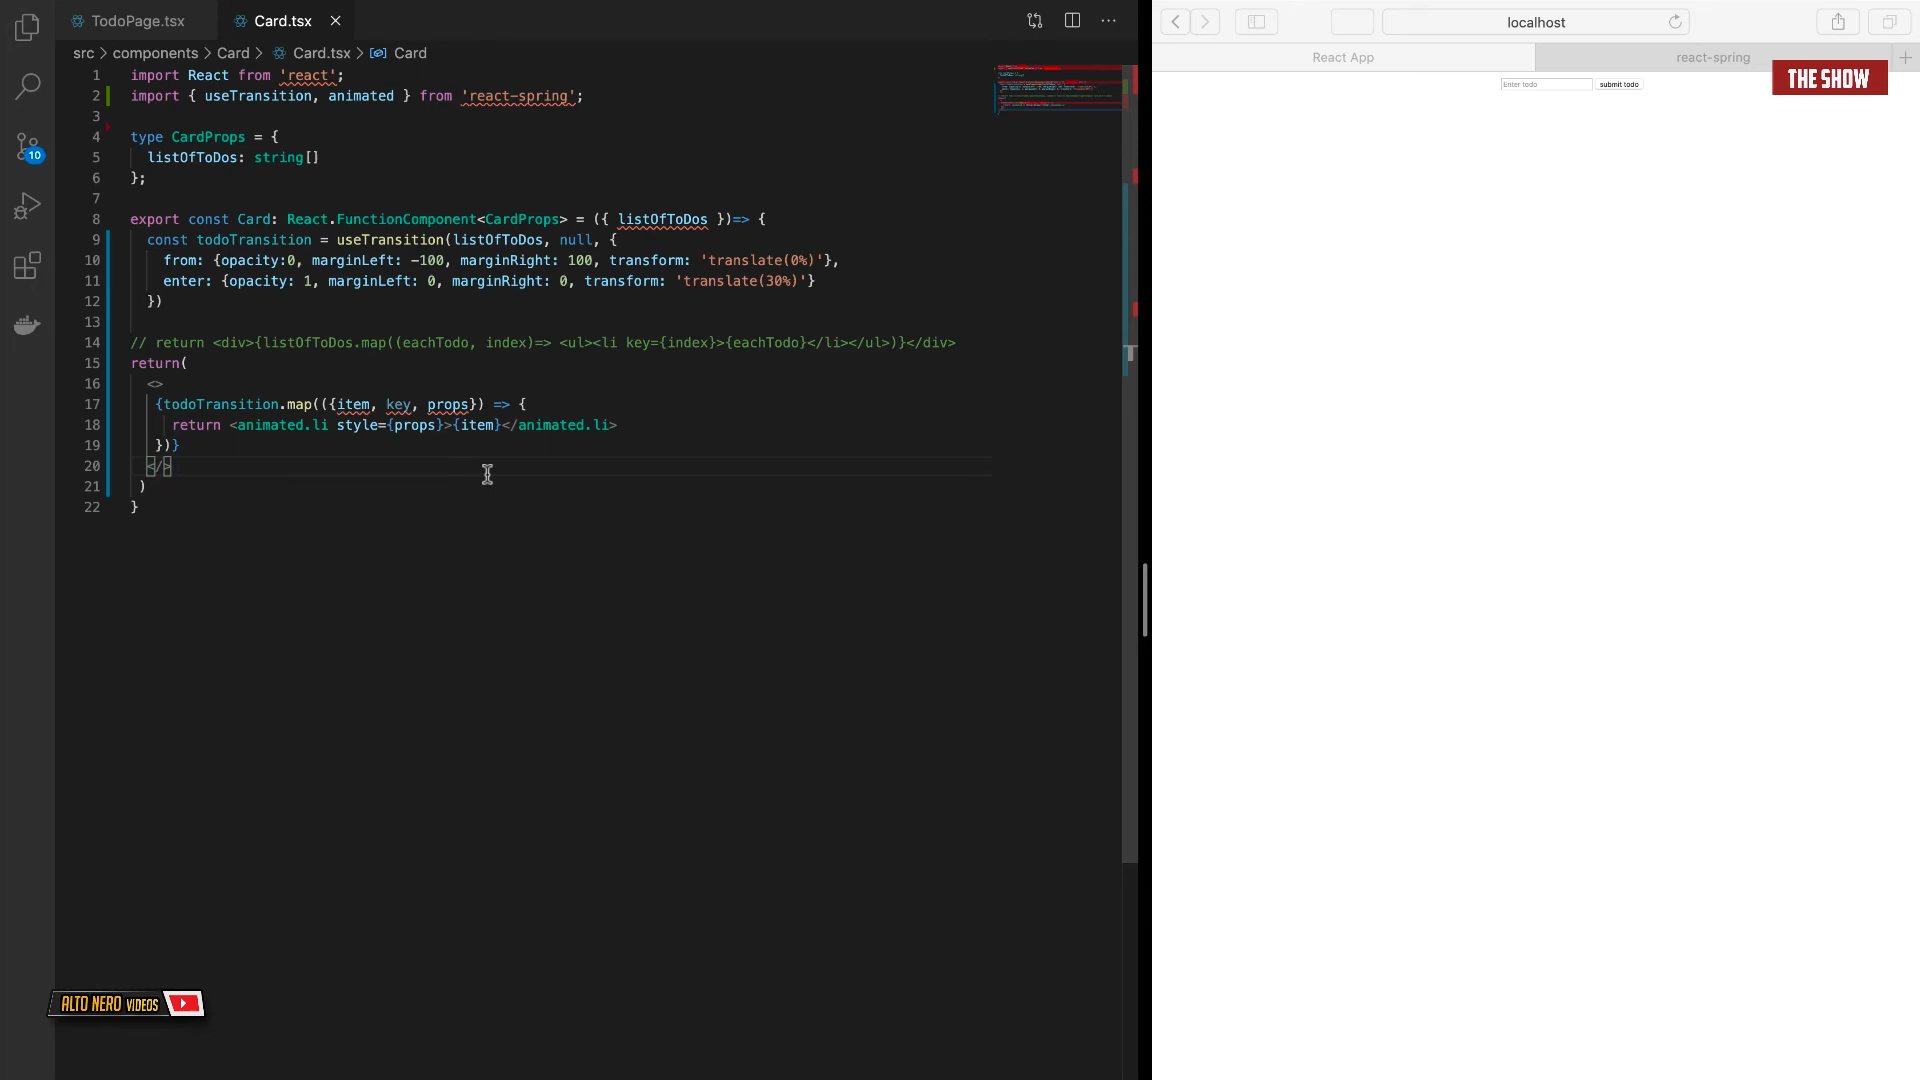 TodoPage.tsx
Card.tsx
src > components > Card > Card.tsx > Card
1 import React from 'react';
2 import { useTransition, animated } from 'react-spring';
3
4 type CardProps = {
5 listOfToDos: string[]
6 };
7
8 export const Card: React.FunctionComponent<CardProps> = ({ listOfToDos })=> {
9 const todoTransition = useTransition(listOfToDos, null, {
10 from: {opacity:0, marginLeft: -100, marginRight: 100, transform: 'translate(0%)'},
11 enter: {opacity: 1, marginLeft: 0, marginRight: 0, transform: 'translate(30%)'}
12 })
13
14 // return <div>{listOfToDos.map((eachTodo, index)=> <ul><li key={index}>{eachTodo}</li></ul>)}</div>
15 return(
16 <>
17 {todoTransition.map(({item, key, props}) => {
18 return <animated.li style={props}>{item}</animated.li>
19 })}
20 </>
21 )
22 }
10
localhost
React App
react-spring
THE SHOW
Enter todo
submit todo
ALTO NERO VIDEOS